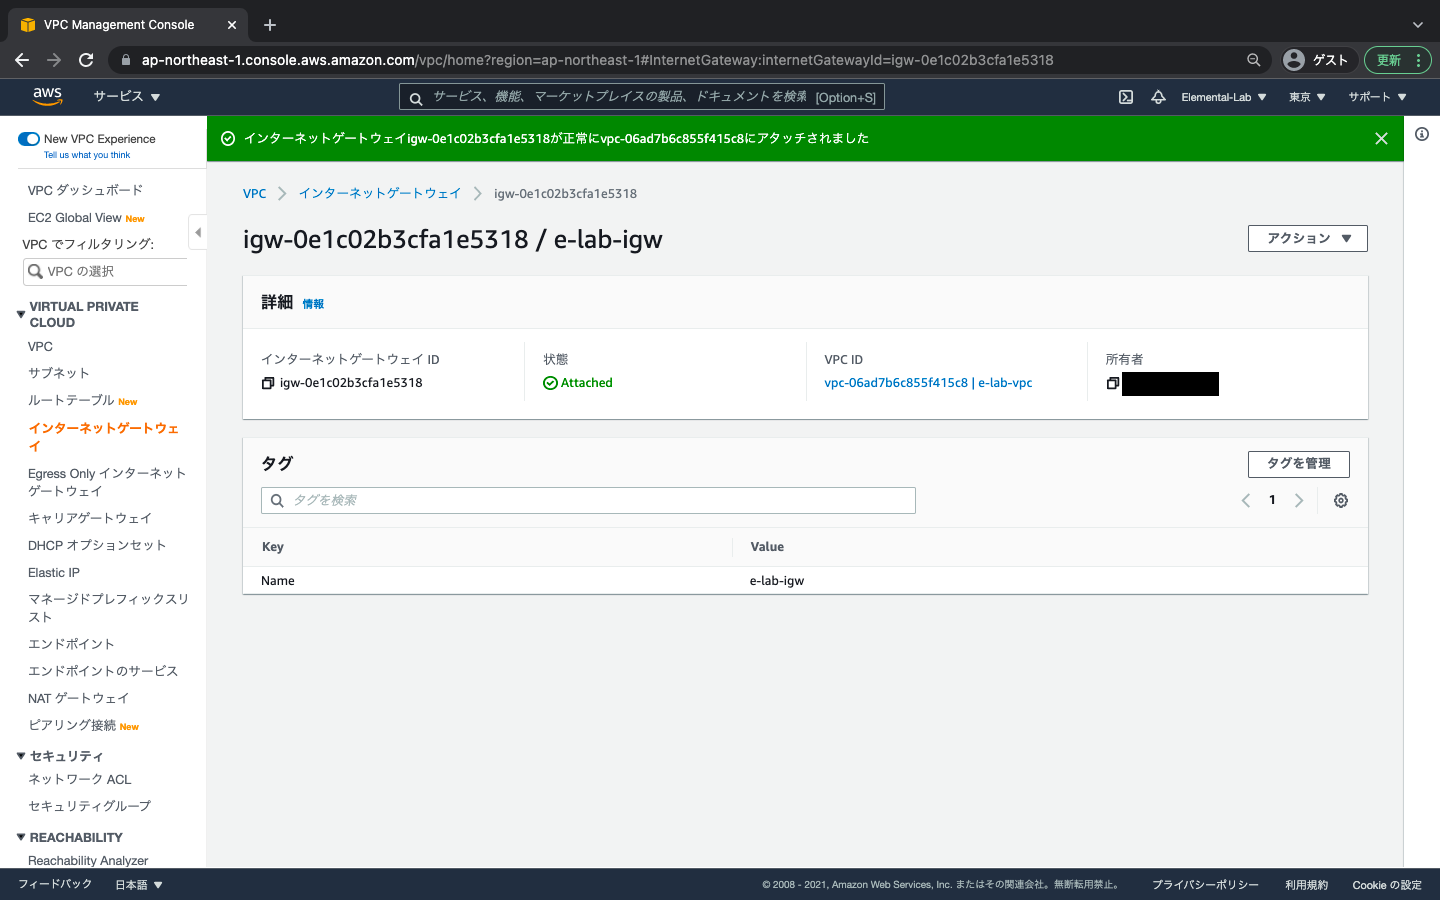 VPC Management Console
ap-northeast-1.console.aws.amazon.com/vpc/home?region=ap-northeast-1#InternetGateway:internetGatewayId=igw-0e1c02b3cfa1e5318
ゲスト
更新
aws
サービス
サービス、機能、マーケットプレイスの製品、ドキュメントを検索 [Option+S]
Elemental-Lab
東京
サポート
New VPC Experience
Tell us what you think
インターネットゲートウェイigw-0e1c02b3cfa1e5318が正常にvpc-06ad7b6c855f415c8にアタッチされました
VPC ダッシュボード
EC2 Global View New
VPC でフィルタリング:
VPC の選択
VIRTUAL PRIVATE
CLOUD
VPC
サブネット
ルートテーブル New
インターネットゲートウェ
イ
Egress Only インターネット
ゲートウェイ
キャリアゲートウェイ
DHCP オプションセット
Elastic IP
マネージドプレフィックスリ
スト
エンドポイント
エンドポイントのサービス
NAT ゲートウェイ
ピアリング接続 New
セキュリティ
ネットワーク ACL
セキュリティグループ
REACHABILITY
Reachability Analyzer
VPC インターネットゲートウェイ igw-0e1c02b3cfa1e5318
igw-0e1c02b3cfa1e5318 / e-lab-igw
アクション
詳細 情報
インターネットゲートウェイ ID
igw-0e1c02b3cfa1e5318
状態
Attached
VPC ID
vpc-06ad7b6c855f415c8 | e-lab-vpc
所有者
タグ
タグを管理
タグを検索
1
Key Value
Name e-lab-igw
フィードバック
日本語
© 2008 - 2021, Amazon Web Services, Inc. またはその関連会社。無断転用禁止。
プライバシーポリシー
利用規約
Cookie の設定